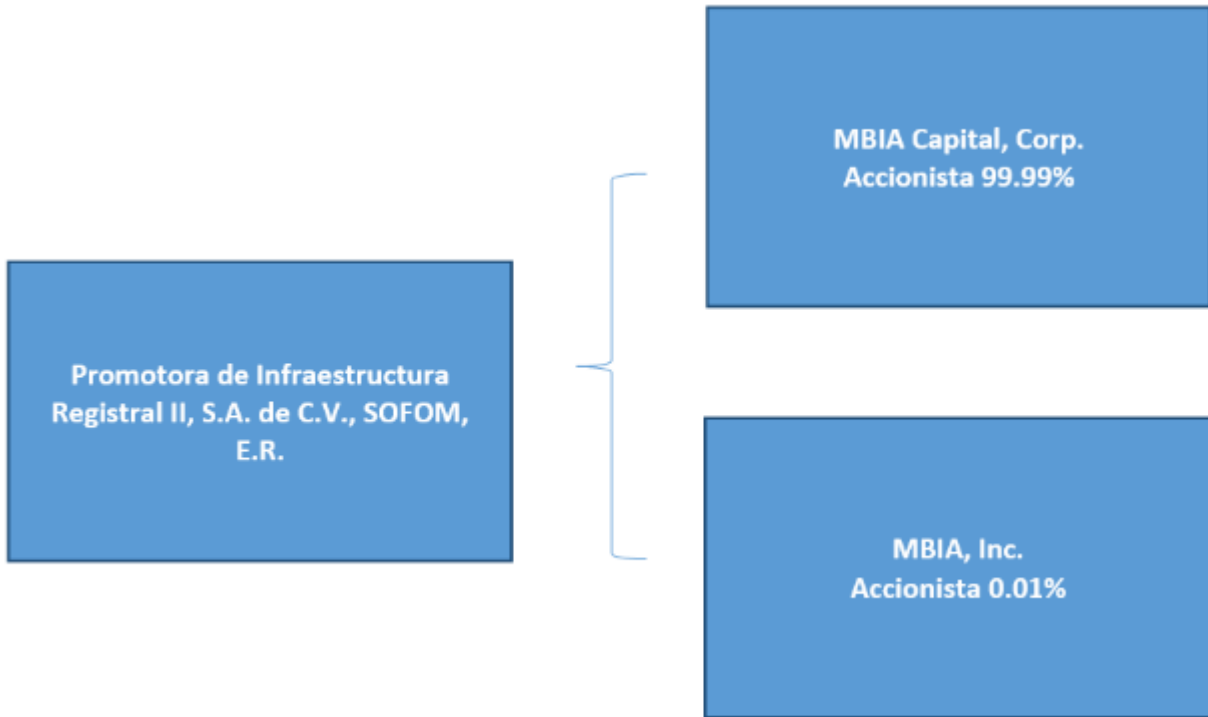 MBIA Capital, Corp.
Accionista 99.99%
Promotora de Infraestructura
Registral II, S.A. de C.V., SOFOM,
E.R.
MBIA, Inc.
Accionista 0.01%